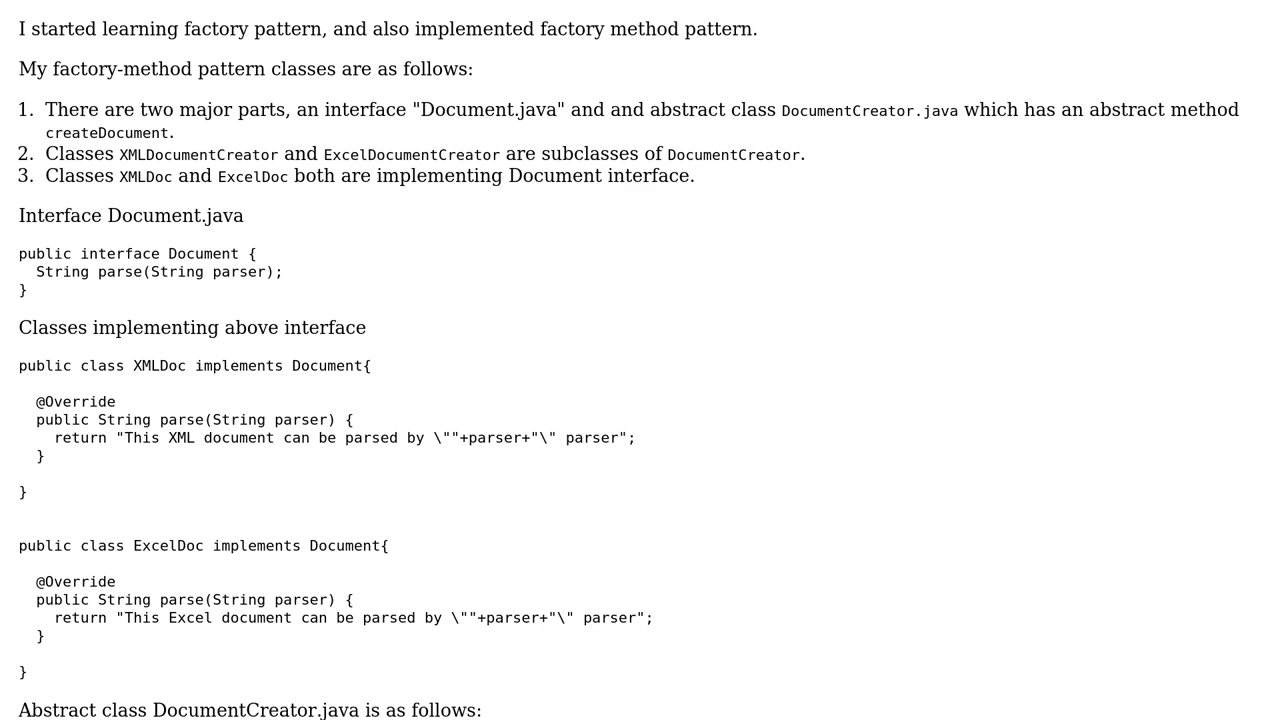 I started learning factory pattern, and also implemented factory method pattern.
My factory-method pattern classes are as follows:
1. There are two major parts, an interface "Document.java" and and abstract class DocumentCreator.java which has an abstract method
createDocument.
2. Classes XMLDocumentCreator and ExcelDocumentCreator are subclasses of DocumentCreator.
3. Classes XMLDoc and ExcelDoc both are implementing Document interface.
Interface Document.java
public interface Document {
  String parse(String parser);
}
Classes implementing above interface
public class XMLDoc implements Document{
  @Override
  public String parse(String parser) {
    return "This XML document can be parsed by \""+parser+"\" parser";
  }
}
public class ExcelDoc implements Document{
  @Override
  public String parse(String parser) {
    return "This Excel document can be parsed by \""+parser+"\" parser";
  }
}
Abstract class DocumentCreator.java is as follows: